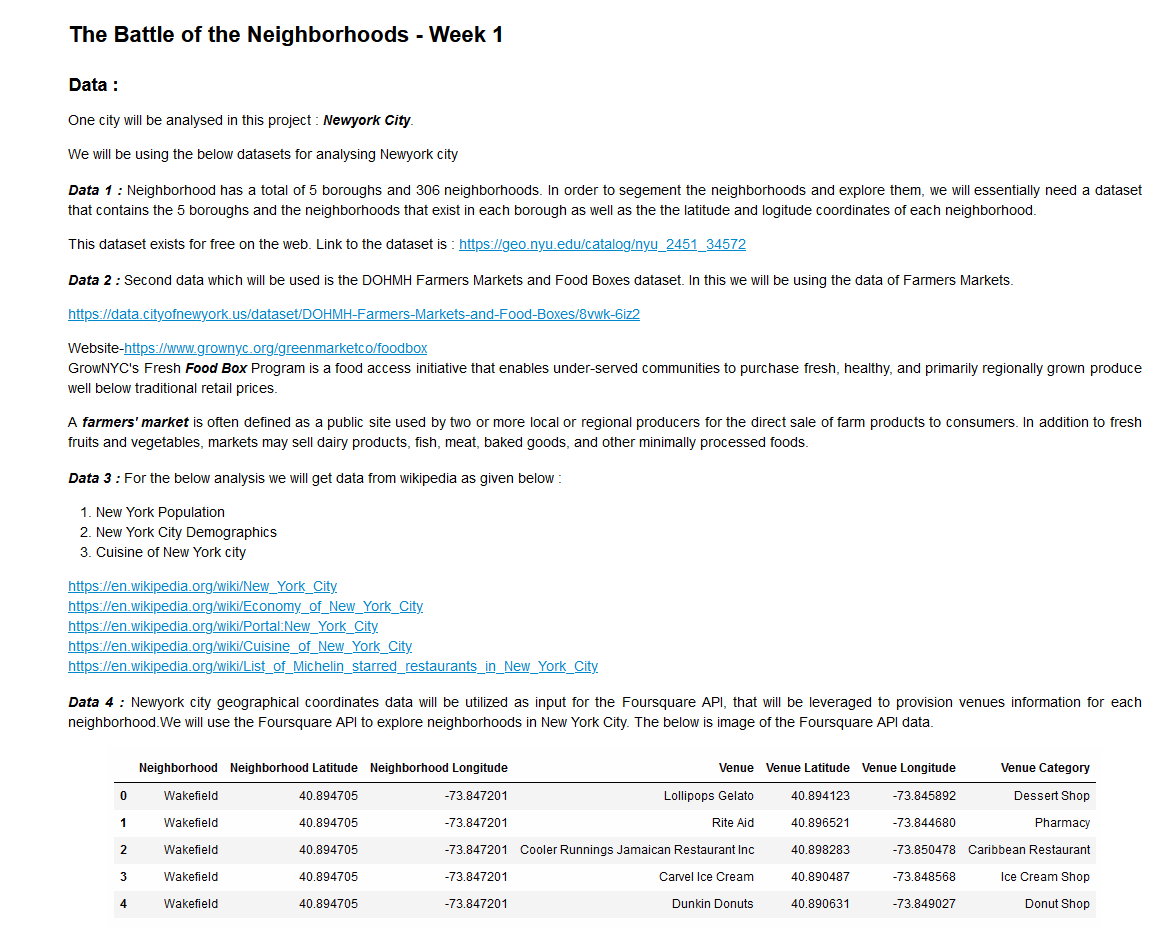 The Battle of the Neighborhoods - Week 1
Data :
One city will be analysed in this project : Newyork City.
We will be using the below datasets for analysing Newyork city
Data 1 : Neighborhood has a total of 5 boroughs and 306 neighborhoods. In order to segement the neighborhoods and explore them, we will essentially need a dataset
that contains the 5 boroughs and the neighborhoods that exist in each borough as well as the the latitude and logitude coordinates of each neighborhood.
This dataset exists for free on the web. Link to the dataset is : https://geo.nyu.edu/catalog/nyu_2451_34572
Data 2 : Second data which will be used is the DOHMH Farmers Markets and Food Boxes dataset. In this we will be using the data of Farmers Markets.
https://data.cityofnewyork.us/dataset/DOHMH-Farmers-Markets-and-Food-Boxes/8vwk-6iz2
Website-https://www.grownyc.org/greenmarketco/foodbox
GrowNYC's Fresh Food Box Program is a food access initiative that enables under-served communities to purchase fresh, healthy, and primarily regionally grown produce
well below traditional retail prices.
A farmers' market is often defined as a public site used by two or more local or regional producers for the direct sale of farm products to consumers. In addition to fresh
fruits and vegetables, markets may sell dairy products, fish, meat, baked goods, and other minimally processed foods.
Data 3 : For the below analysis we will get data from wikipedia as given below :
1. New York Population
2. New York City Demographics
3. Cuisine of New York city
https://en.wikipedia.org/wiki/New_York_City
https://en.wikipedia.org/wiki/Economy_of_New_York_City
https://en.wikipedia.org/wiki/Portal:New_York_City
https://en.wikipedia.org/wiki/Cuisine_of_New_York_City
https://en.wikipedia.org/wiki/List_of_Michelin_starred_restaurants_in_New_York_City
Data 4 : Newyork city geographical coordinates data will be utilized as input for the Foursquare API, that will be leveraged to provision venues information for each
neighborhood.We will use the Foursquare API to explore neighborhoods in New York City. The below is image of the Foursquare API data.
Neighborhood Neighborhood Latitude Neighborhood Longitude Venue Venue Latitude Venue Longitude Venue Category
0 Wakefield 40.894705 -73.847201 Lollipops Gelato 40.894123 -73.845892 Dessert Shop
1 Wakefield 40.894705 -73.847201 Rite Aid 40.896521 -73.844680 Pharmacy
2 Wakefield 40.894705 -73.847201 Cooler Runnings Jamaican Restaurant Inc 40.898283 -73.850478 Caribbean Restaurant
3 Wakefield 40.894705 -73.847201 Carvel Ice Cream 40.890487 -73.848568 Ice Cream Shop
4 Wakefield 40.894705 -73.847201 Dunkin Donuts 40.890631 -73.849027 Donut Shop